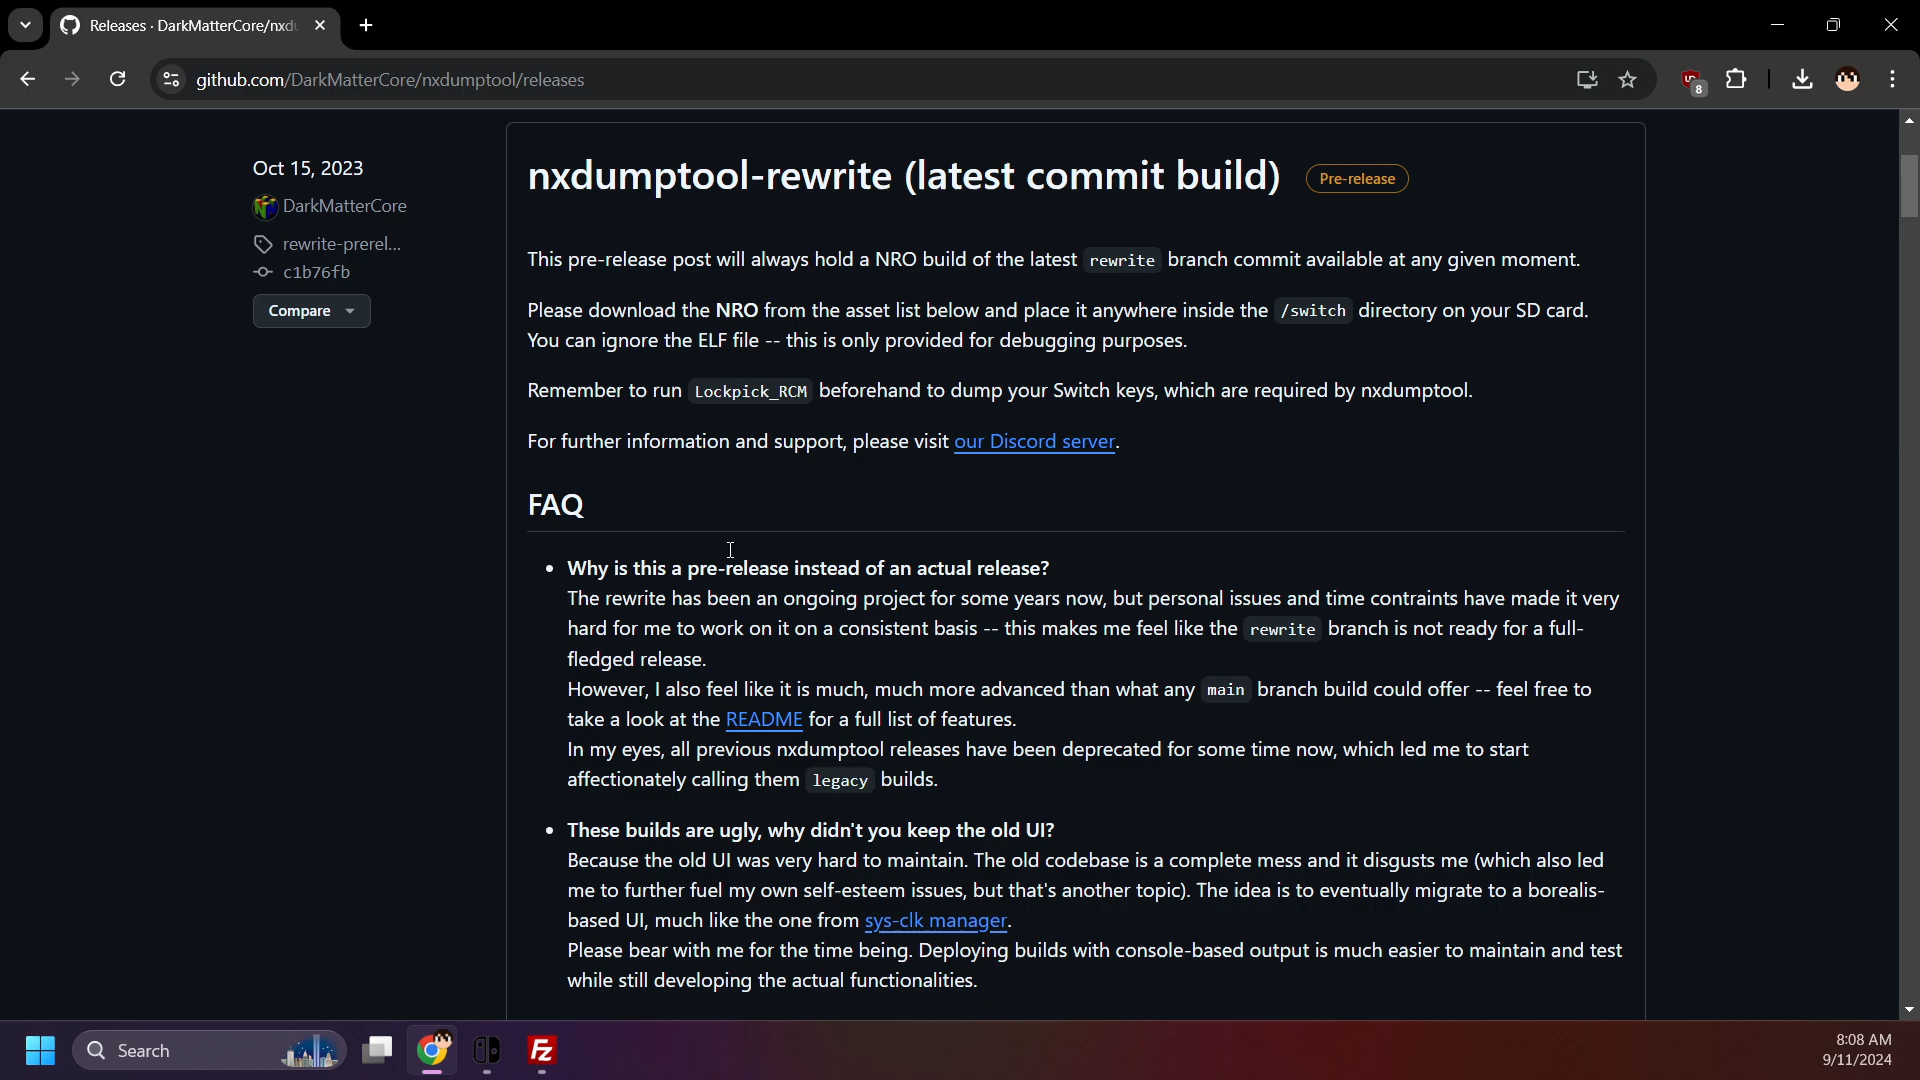 Releases · DarkMatterCore/nxdu
github.com/DarkMatterCore/nxdumptool/releases
8
Oct 15, 2023
DarkMatterCore
rewrite-prerel...
c1b76fb
Compare
nxdumptool-rewrite (latest commit build) Pre-release
This pre-release post will always hold a NRO build of the latest rewrite branch commit available at any given moment.
Please download the NRO from the asset list below and place it anywhere inside the /switch directory on your SD card.
You can ignore the ELF file -- this is only provided for debugging purposes.
Remember to run Lockpick_RCM beforehand to dump your Switch keys, which are required by nxdumptool.
For further information and support, please visit our Discord server.
FAQ
• Why is this a pre-release instead of an actual release?
The rewrite has been an ongoing project for some years now, but personal issues and time contraints have made it very
hard for me to work on it on a consistent basis -- this makes me feel like the rewrite branch is not ready for a full-
fledged release.
However, I also feel like it is much, much more advanced than what any main branch build could offer -- feel free to
take a look at the README for a full list of features.
In my eyes, all previous nxdumptool releases have been deprecated for some time now, which led me to start
affectionately calling them legacy builds.
• These builds are ugly, why didn't you keep the old UI?
Because the old UI was very hard to maintain. The old codebase is a complete mess and it disgusts me (which also led
me to further fuel my own self-esteem issues, but that's another topic). The idea is to eventually migrate to a borealis-
based UI, much like the one from sys-clk manager.
Please bear with me for the time being. Deploying builds with console-based output is much easier to maintain and test
while still developing the actual functionalities.
Search
Fz
8:08 AM
9/11/2024